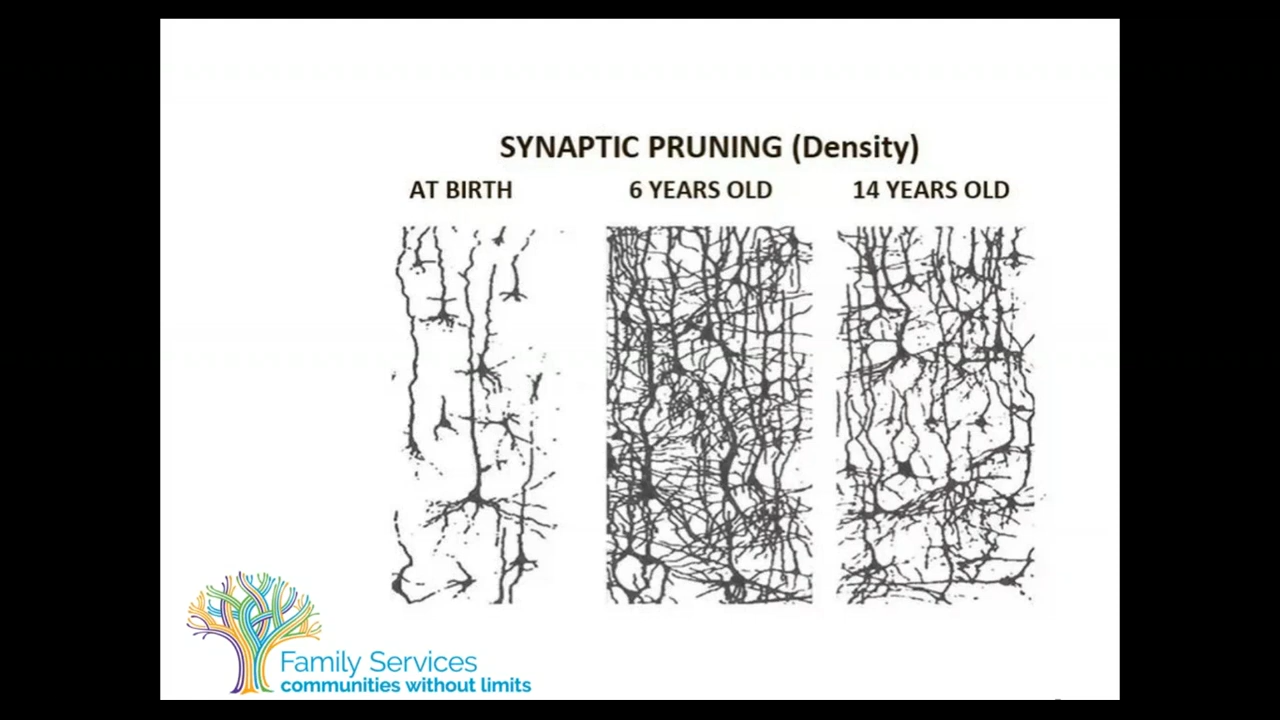 SYNAPTIC PRUNING (Density)
AT BIRTH
6 YEARS OLD
14 YEARS OLD
Family Services
communities without limits